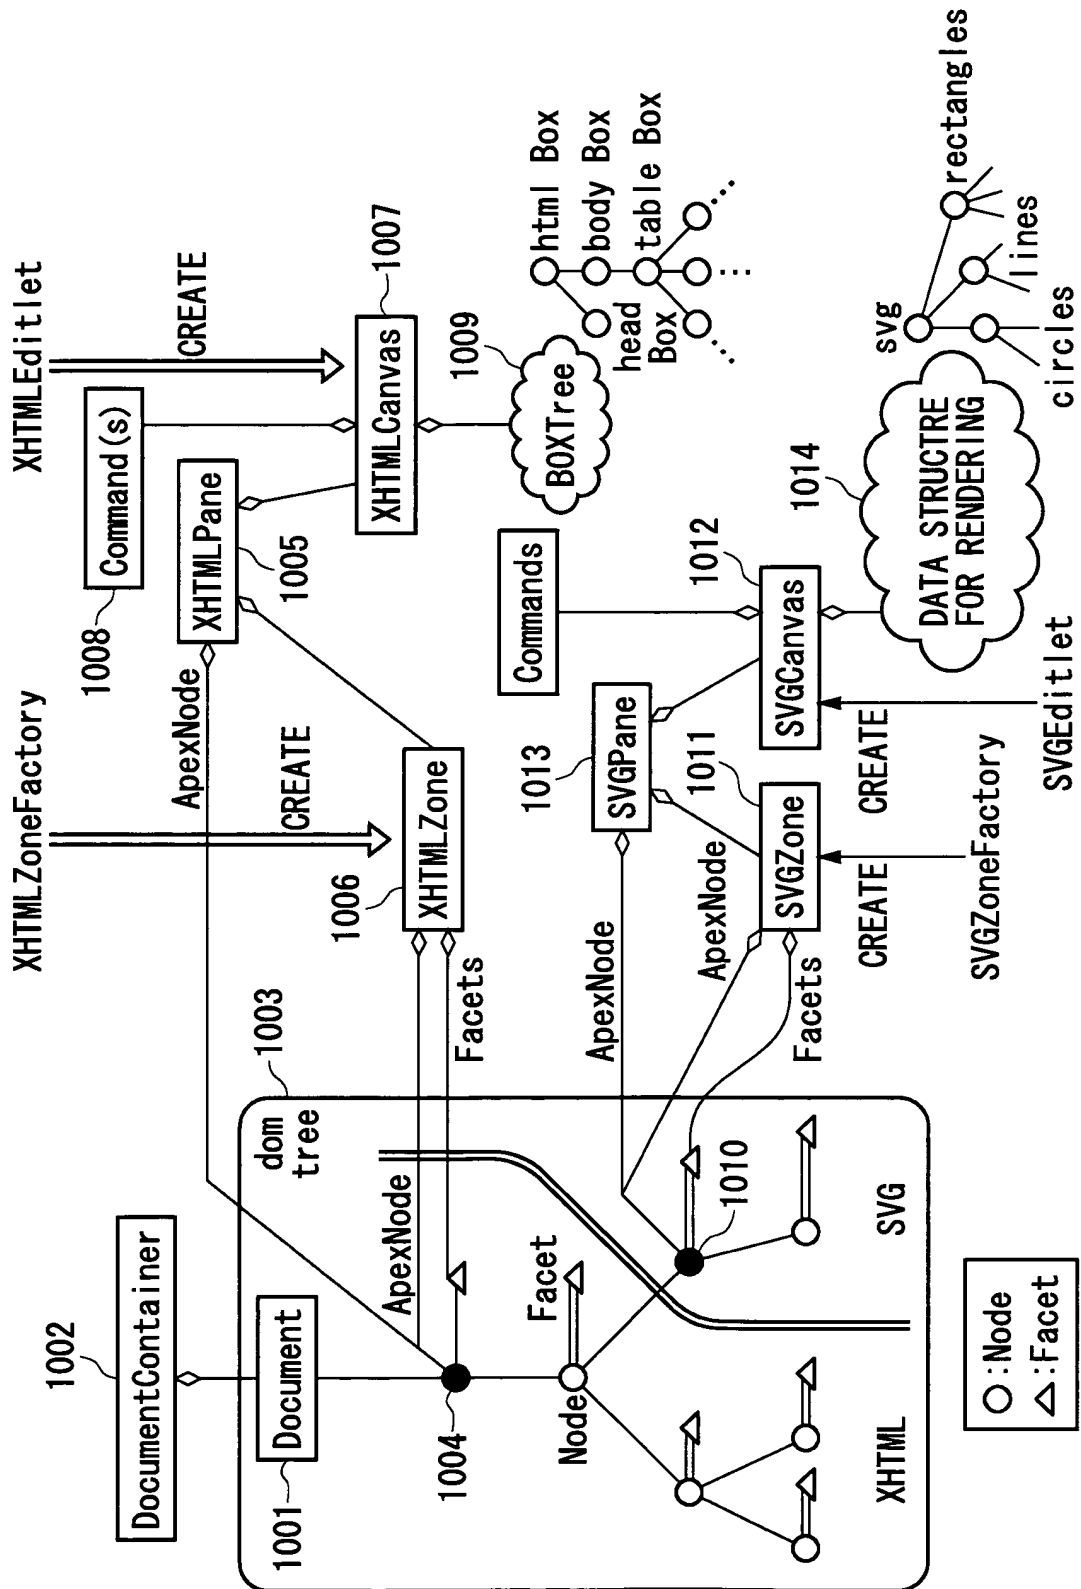 XHTMLZoneFactory
XHTMLEditlet
CREATE
CREATE
1002
DocumentContainer
1008
Command(s)
ApexNode
XHTMLPane
1005
1007
XHTMLCanvas
1001
Document
dom
tree
1003
1006
XHTMLZone
ApexNode
Facets
1009
BOXTree
html Box
body Box
head
Box
table Box
1004
Node
Facet
1010
XHTML
SVG
Commands
1013
SVGPane
ApexNode
ApexNode
Facets
1011
SVGZone
1012
SVGCanvas
1014
DATA STRUCTRE
FOR RENDERING
svg
circles
lines
rectangles
CREATE
CREATE
SVGZoneFactory
SVGEditlet
:Node
:Facet